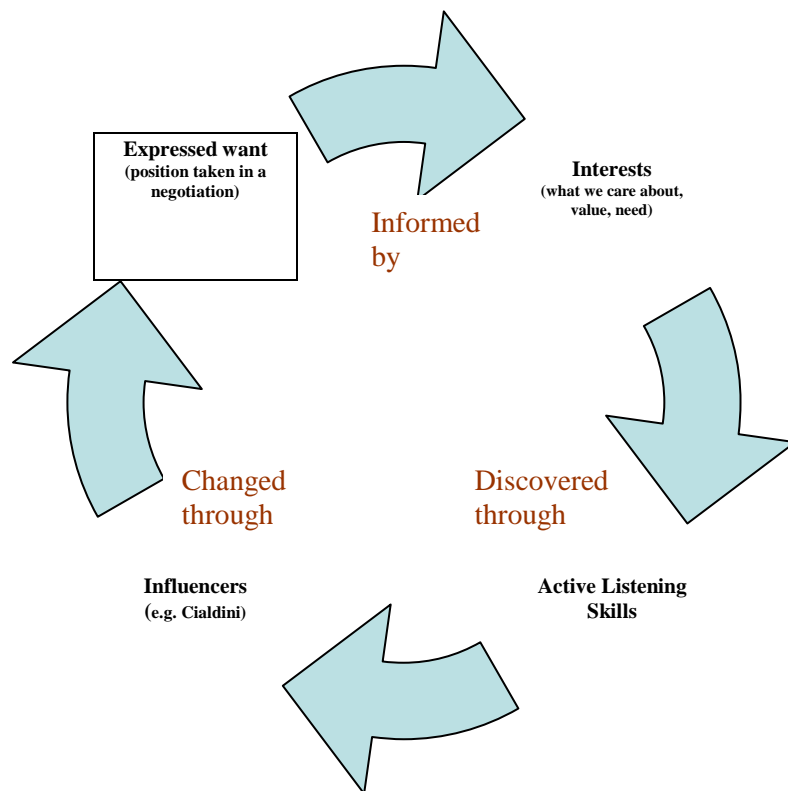 Expressed want
(position taken in a
negotiation)
Interests
(what we care about,
value, need)
Informed
by
Changed
through
Discovered
through
Influencers
(e.g. Cialdini)
Active Listening
Skills